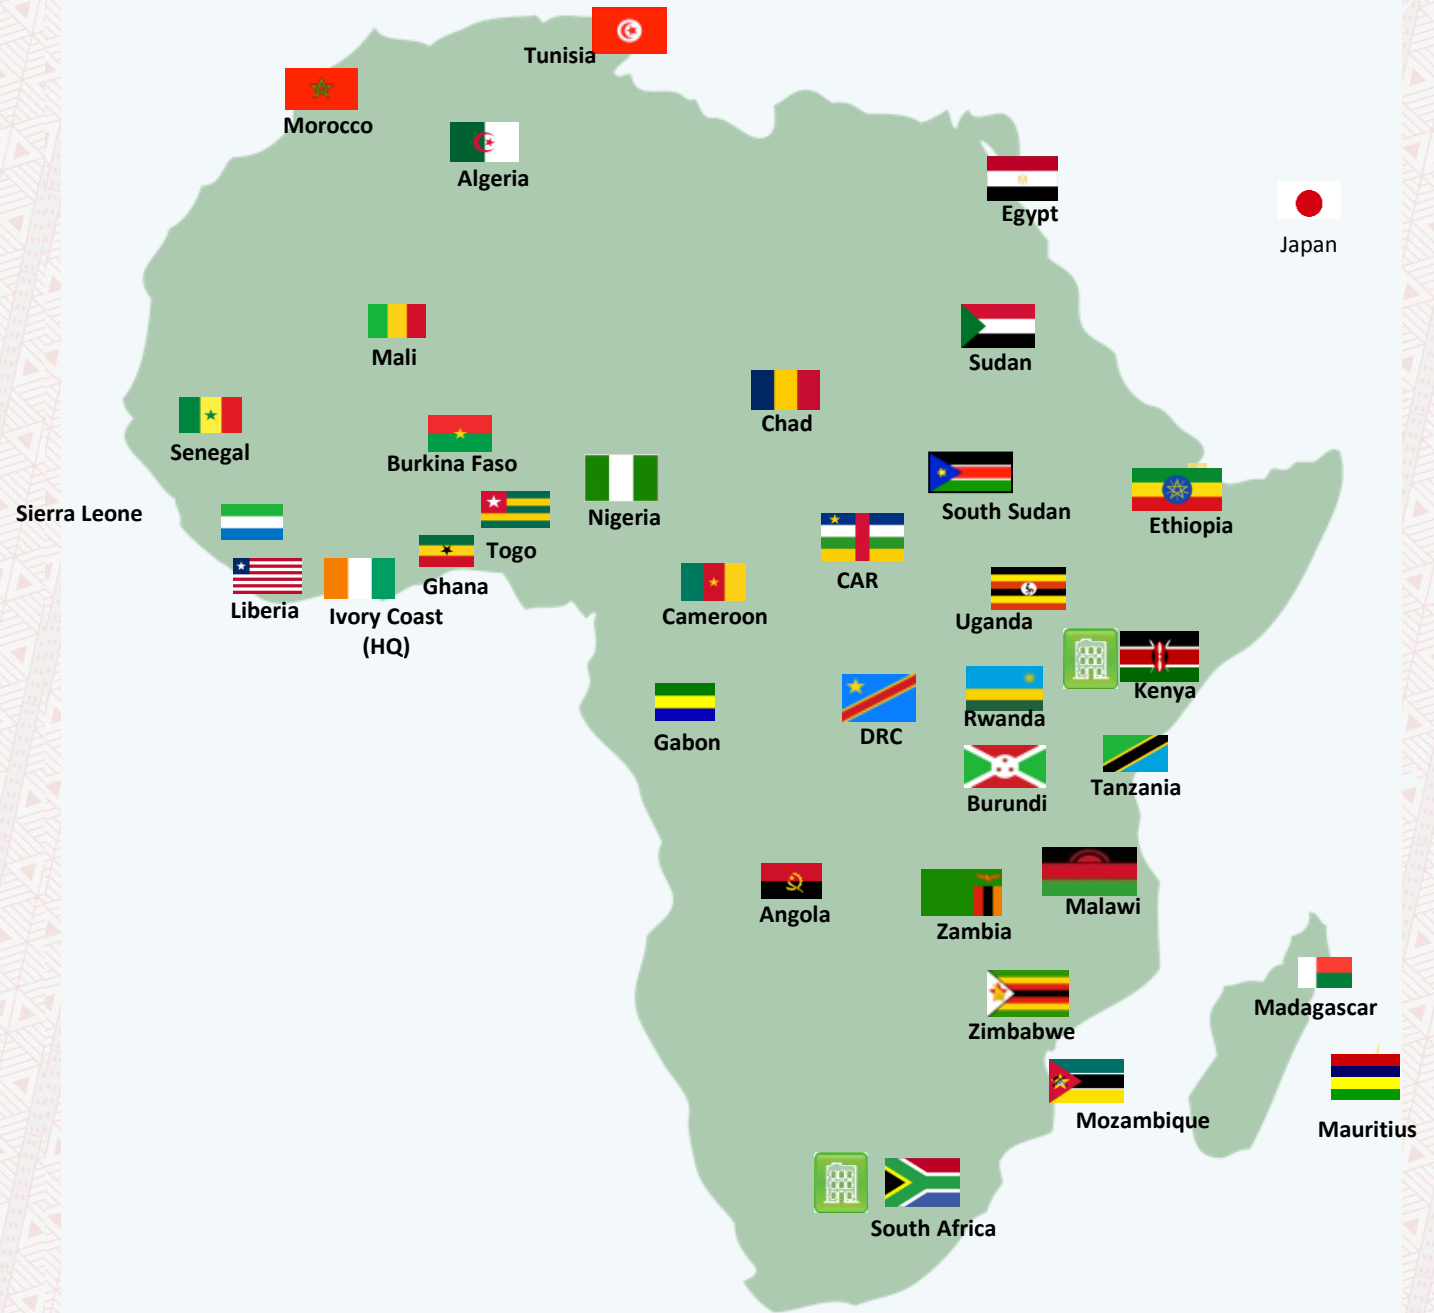 Tunisia
Morocco
Algeria
Egypt
Japan
Mali
Sudan
Chad
Senegal
Burkina Faso
Sierra Leone
Nigeria
South Sudan
Ethiopia
Togo
Ghana
CAR
Liberia
Ivory Coast
(HQ)
Cameroon
Uganda
Kenya
Rwanda
Gabon
DRC
Tanzania
Burundi
Malawi
Angola
Zambia
Madagascar
Zimbabwe
Mozambique
Mauritius
South Africa